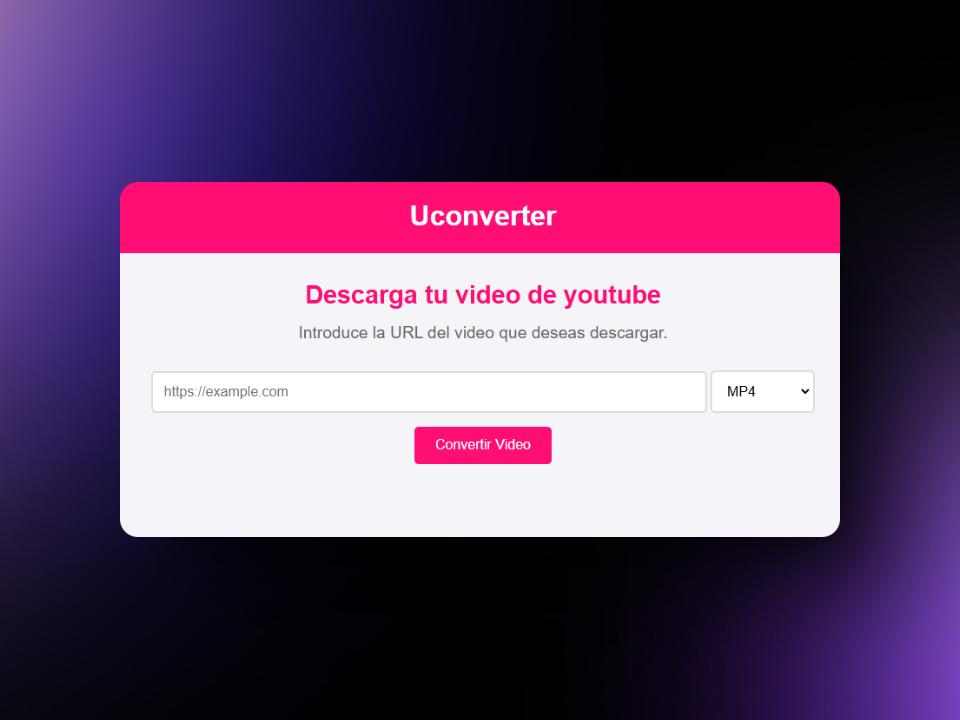 Uconverter
Descarga tu video de youtube
Introduce la URL del video que deseas descargar.
https://example.com MP4
Convertir Video